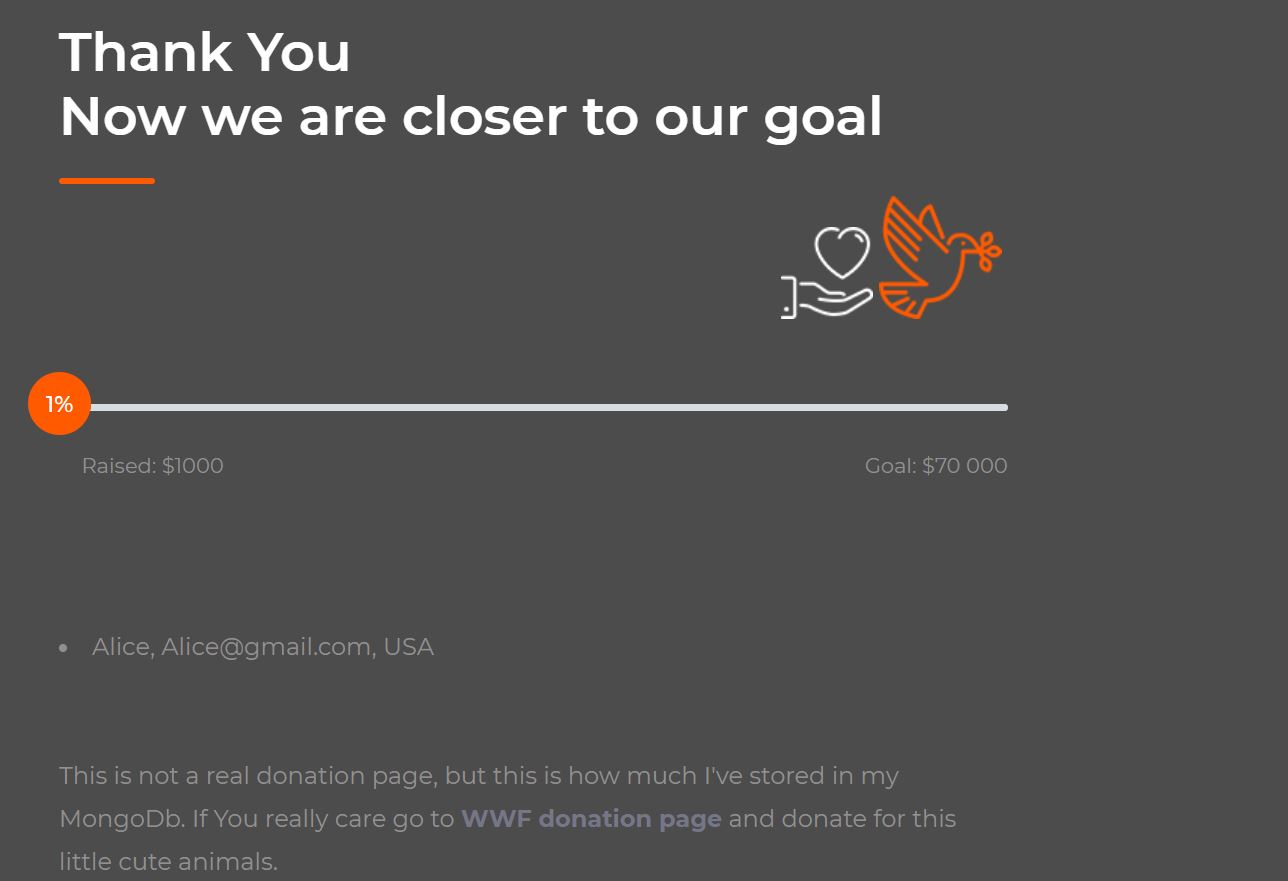 Thank You
Now we are closer to our goal
1%
Raised: $1000
Goal: $70 000
Alice, Alice@gmail.com, USA
This is not a real donation page, but this is how much I've stored in my
MongoDb. If You really care go to WWF donation page and donate for this
little cute animals.